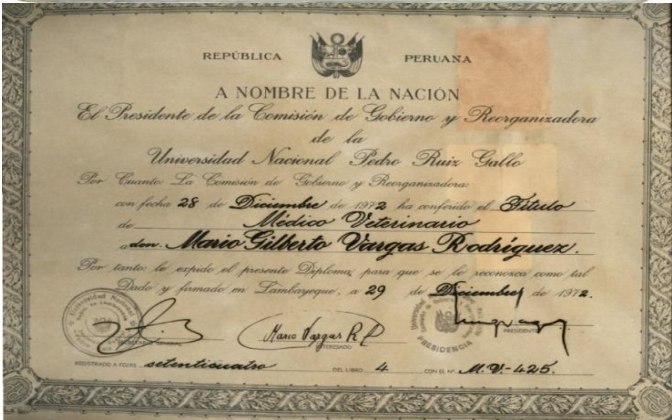 REPÚBLICA PERUANA
A NOMBRE DE LA NACIÓN
El Presidente de la Comisión de Gobierno y Reorganizadora
de la
Universidad Nacional Pedro Ruiz Gallo
Por Cuanto: La Comisión de Gobierno y Reorganizadora:
con fecha 28 de Diciembre de 1972 ha conferido el Título
de Médico Veterinario
a don. Mario Gilberto Vargas Rodríguez.
Por tanto: le expido el presente Diploma, para que se le reconozca como tal
Dado y firmado en Lambayeque, a 29 de Diciembre de 1972.
Universidad Nacional
Mario Vargas R
INTERESADO
PRESIDENTE
PRESIDENCIA
REGISTRADO A FOJAS setenticuatro DEL LIBRO 4 CON EL Nº M.V-425.